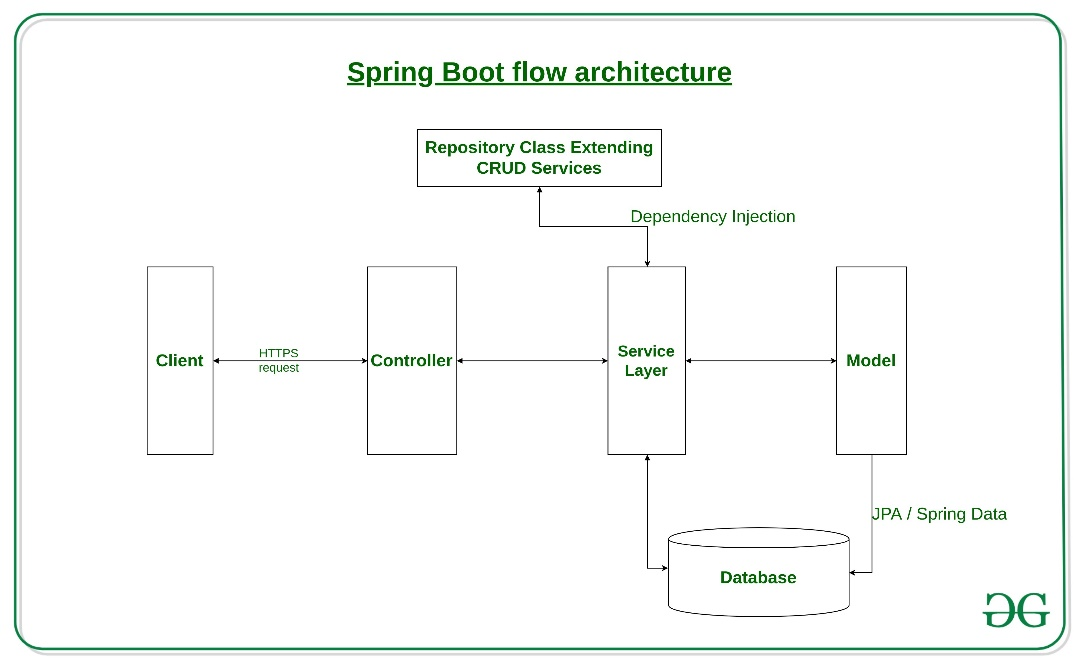 Spring Boot flow architecture
Repository Class Extending
CRUD Services
Dependency Injection
Client
HTTPS
request
Controller
Service
Layer
Model
JPA / Spring Data
Database